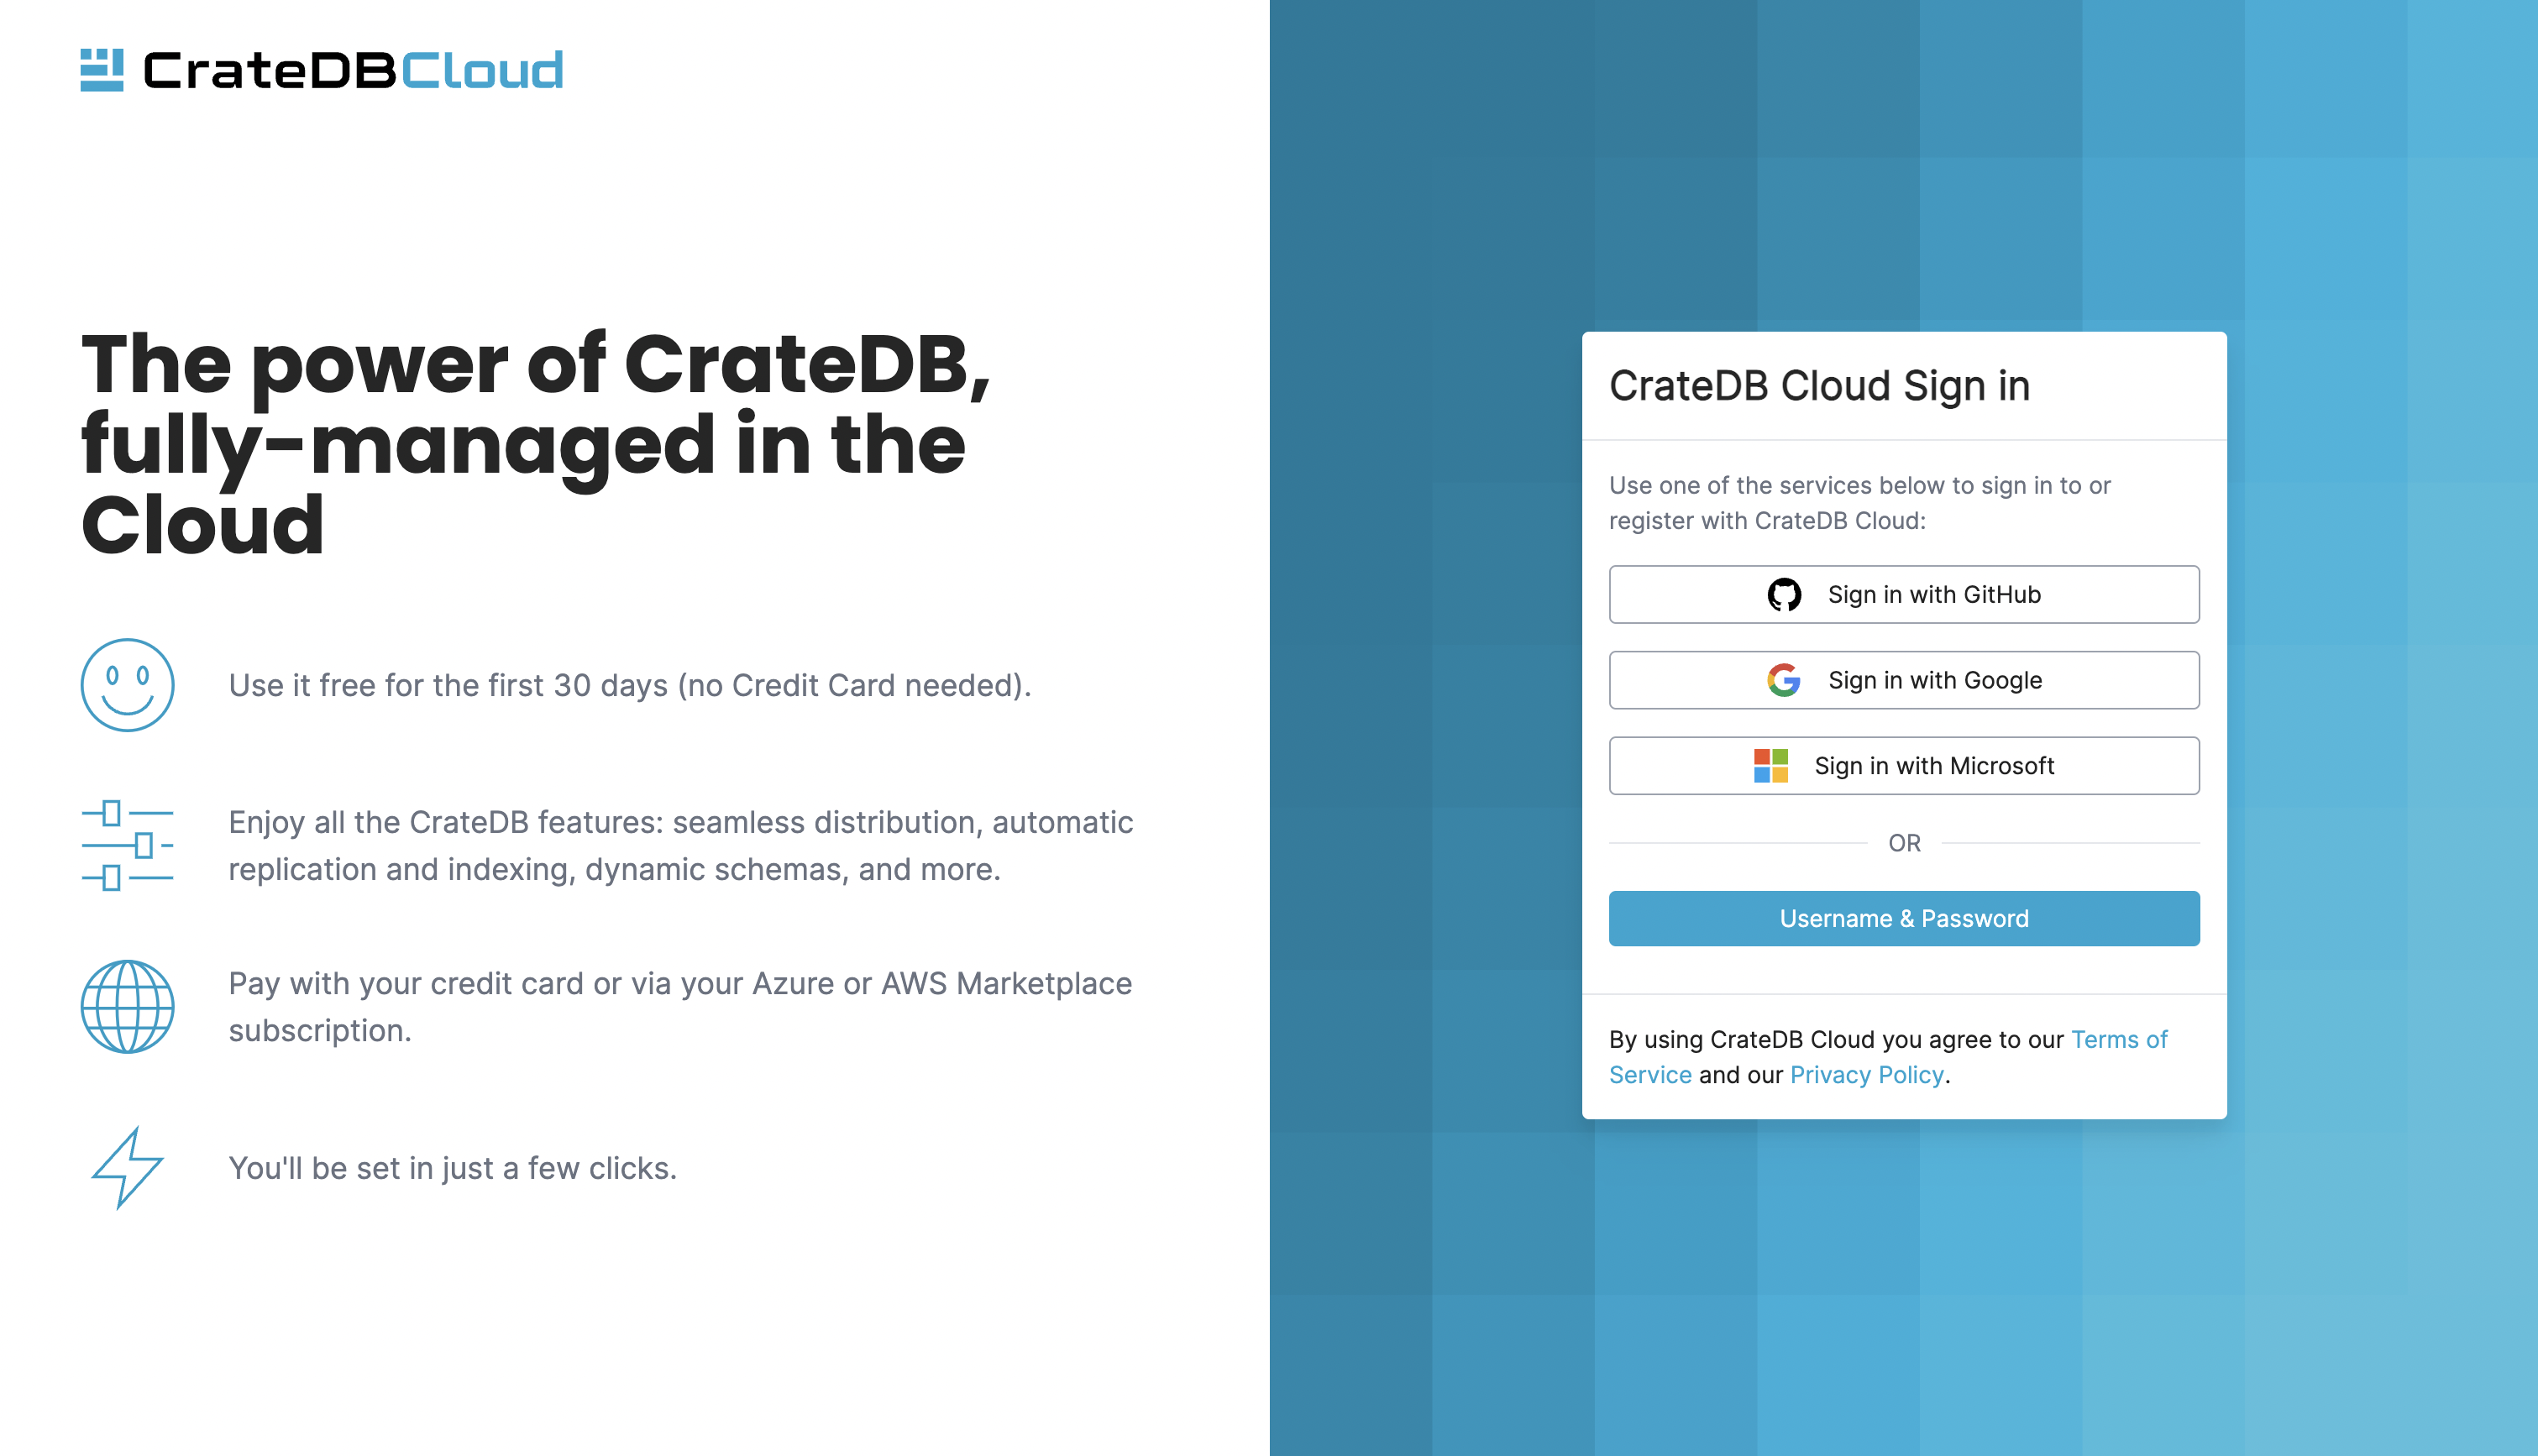 CrateDBCloud
The power of CrateDB,
fully-managed in the
Cloud
Use it free for the first 30 days (no Credit Card needed).
Enjoy all the CrateDB features: seamless distribution, automatic
replication and indexing, dynamic schemas, and more.
Pay with your credit card or via your Azure or AWS Marketplace
subscription.
You'll be set in just a few clicks.
CrateDB Cloud Sign in
Use one of the services below to sign in to or
register with CrateDB Cloud:
Sign in with GitHub
Sign in with Google
Sign in with Microsoft
OR
Username & Password
By using CrateDB Cloud you agree to our Terms of
Service and our Privacy Policy.